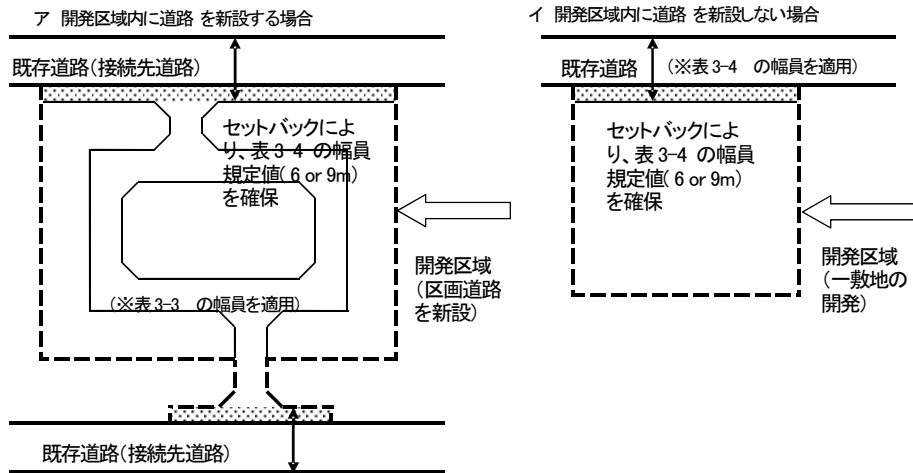 ア 開発区域内に道路 を新設する場合
既存道路(接続先道路)
セットバックによ
り、表 3-4 の幅員
規定値( 6 or 9m)
を確保
(※表 3-3 の幅員を適用)
開発区域
(区画道路
を新設)
既存道路(接続先道路)
イ 開発区域内に道路 を新設しない場合
既存道路 (※表 3-4 の幅員を適用)
セットバックによ
り、表 3-4 の幅員
規定値( 6 or 9m)
を確保
開発区域
(一敷地の
開発)